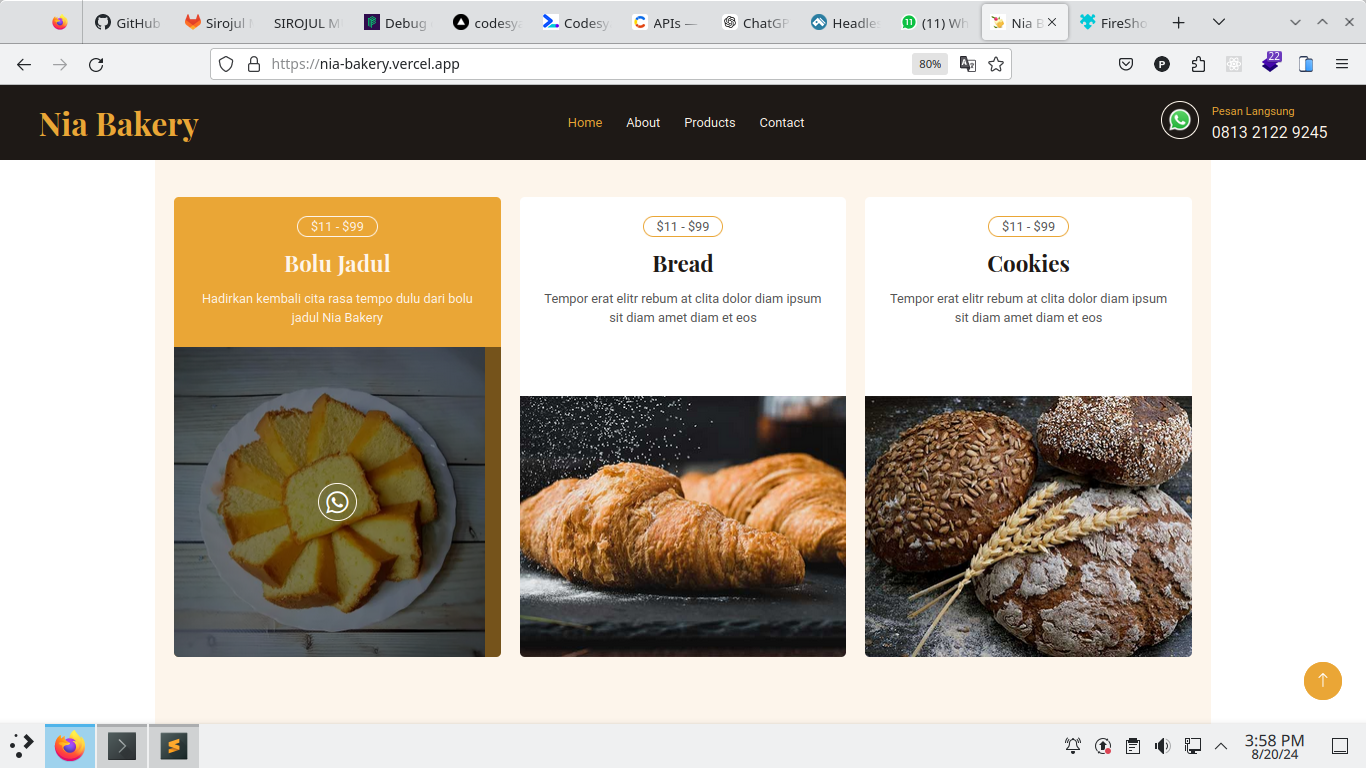 GitHub
Sirojul M
SIROJUL M
Debug
codesya
Codesy
APIs —
ChatGP
Headle
(11) Wh
Nia B
FireSho
https://nia-bakery.vercel.app
80%
22
Nia Bakery
Home
About
Products
Contact
Pesan Langsung
0813 2122 9245
$11 - $99
Bolu Jadul
Hadirkan kembali cita rasa tempo dulu dari bolu
jadul Nia Bakery
$11 - $99
Bread
Tempor erat elitr rebum at clita dolor diam ipsum
sit diam amet diam et eos
$11 - $99
Cookies
Tempor erat elitr rebum at clita dolor diam ipsum
sit diam amet diam et eos
3:58 PM
8/20/24